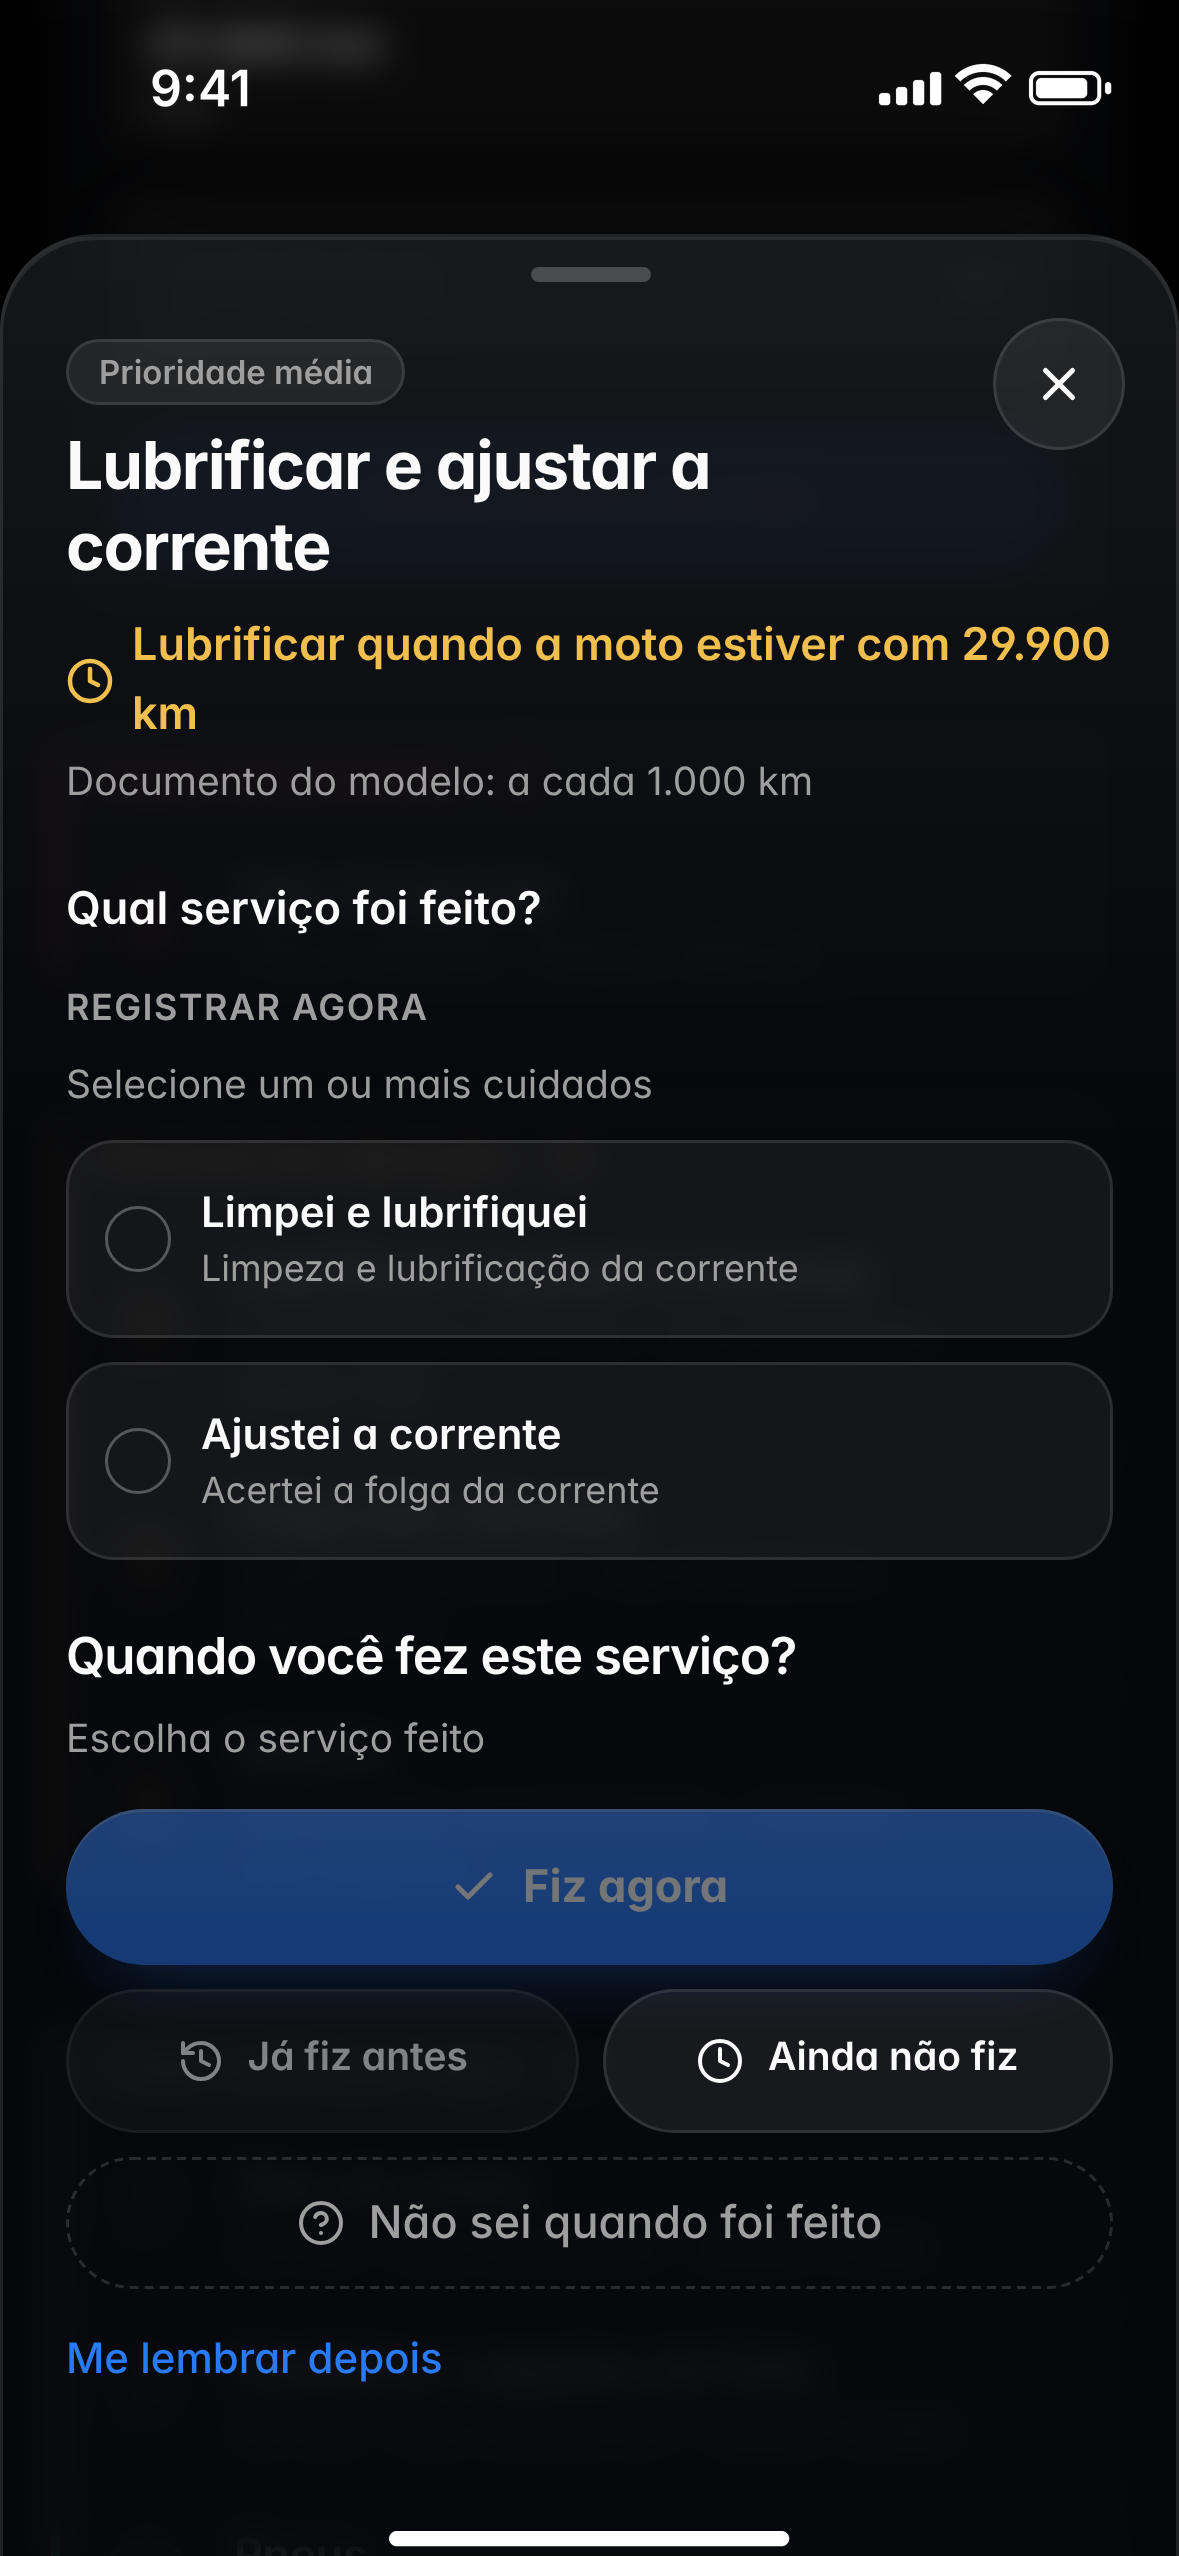 9:41
Prioridade média
Lubrificar e ajustar a
corrente
Lubrificar quando a moto estiver com 29.900
km
Documento do modelo: a cada 1.000 km
Qual serviço foi feito?
REGISTRAR AGORA
Selecione um ou mais cuidados
Limpei e lubrifiquei
Limpeza e lubrificação da corrente
Ajustei a corrente
Acertei a folga da corrente
Quando você fez este serviço?
Escolha o serviço feito
Fiz agora
Já fiz antes
Ainda não fiz
Não sei quando foi feito
Me lembrar depois
Pneus